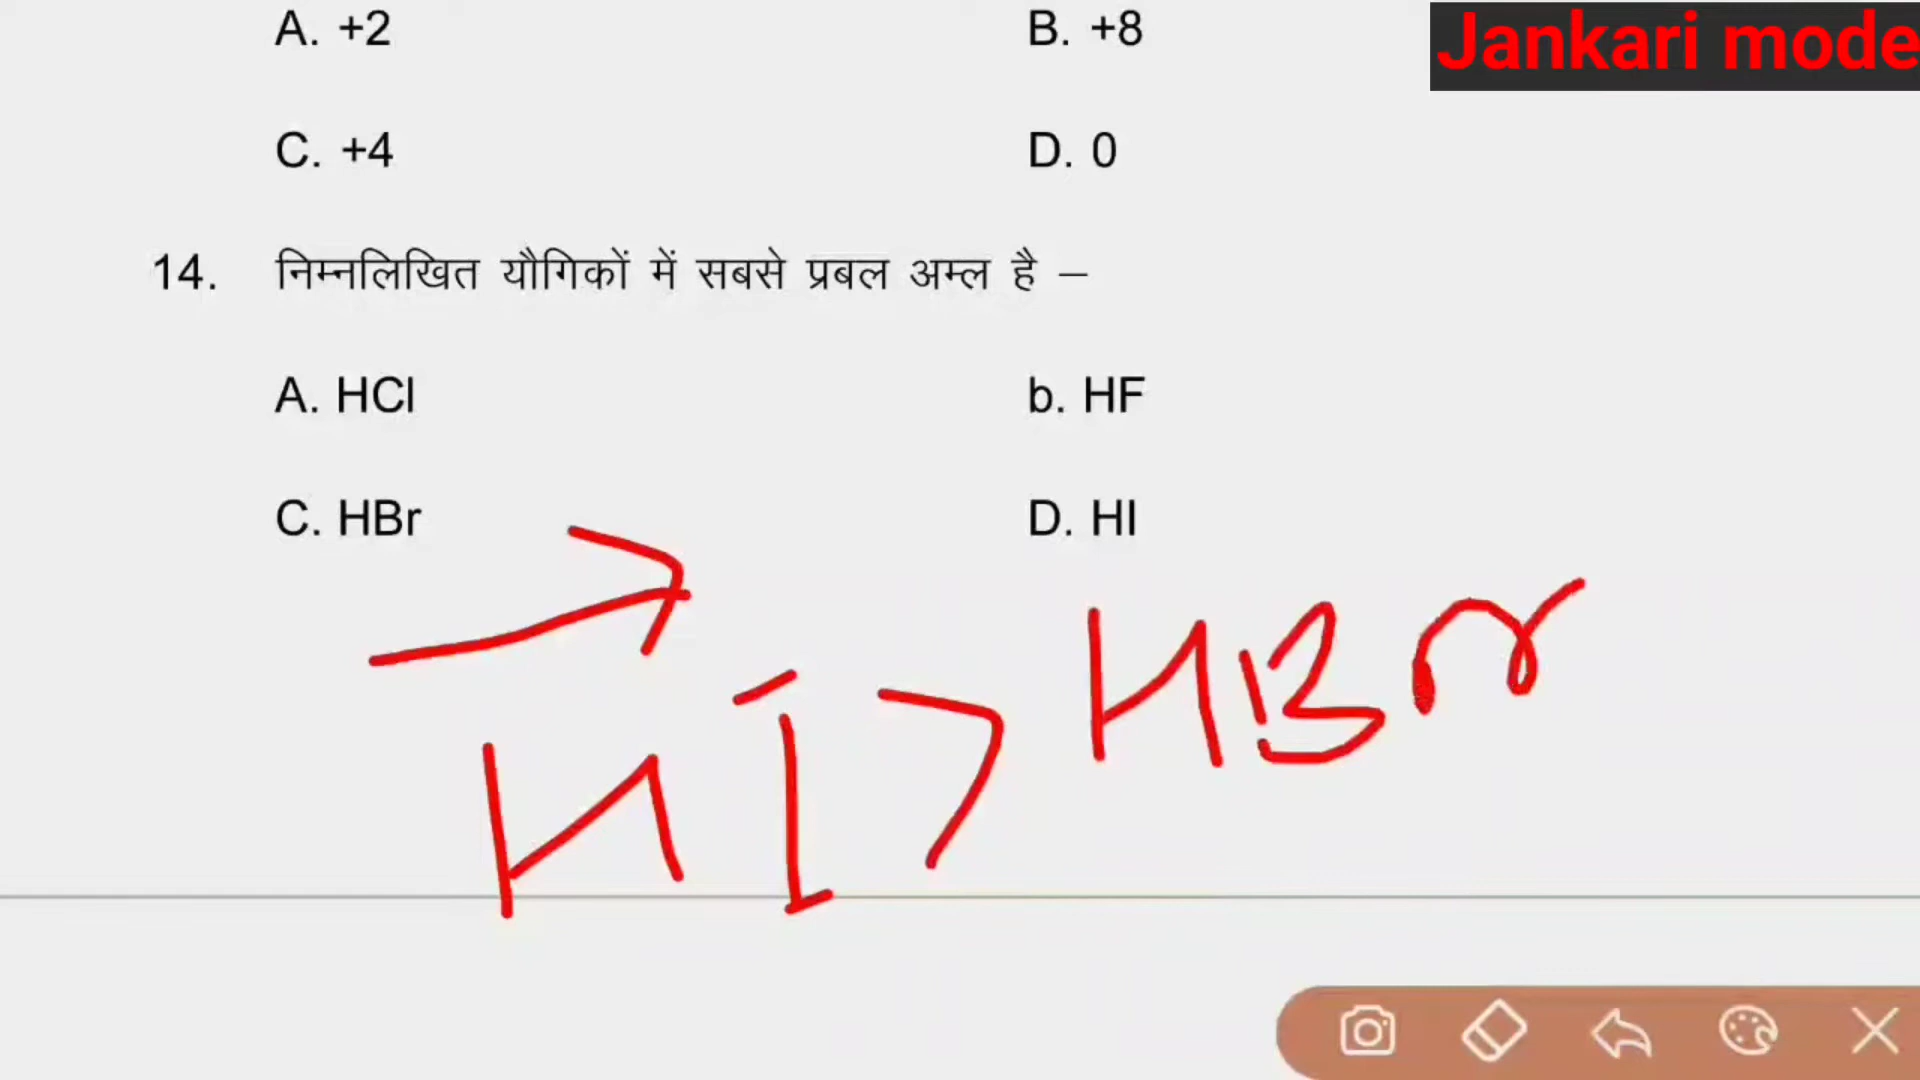 A. +2 B. +8
Jankari mode
C. +4 D. 0
14. निम्नलिखित यौगिकों में सबसे प्रबल अम्ल है –
A. HCl b. HF
C. HBr D. HI
HI > HBr